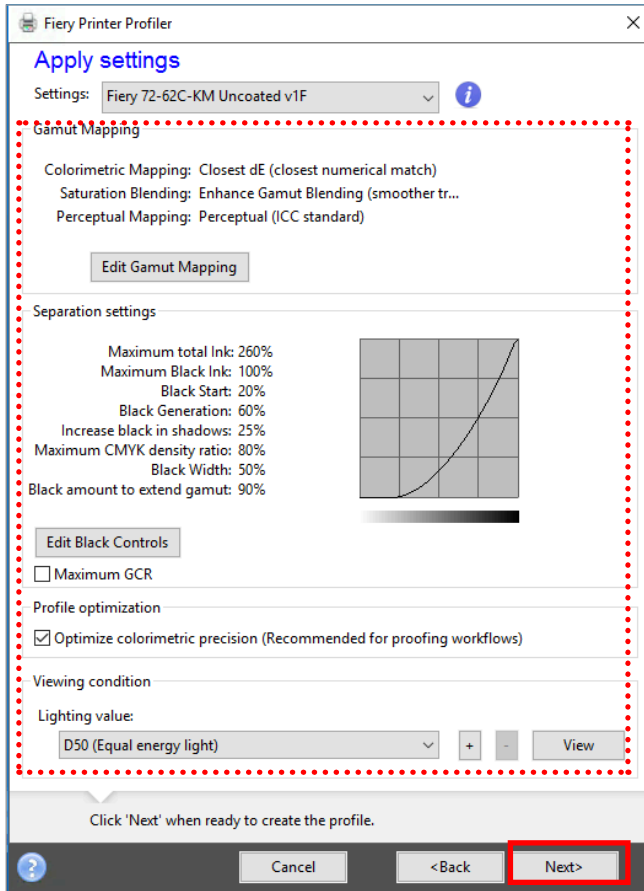 Fiery Printer Profiler
Apply settings
Settings: Fiery 72-62C-KM Uncoated v1F
Gamut Mapping
Colorimetric Mapping: Closest dE (closest numerical match)
Saturation Blending: Enhance Gamut Blending (smoother tr...
Perceptual Mapping: Perceptual (ICC standard)
Edit Gamut Mapping
Separation settings
Maximum total Ink: 260%
Maximum Black Ink: 100%
Black Start: 20%
Black Generation: 60%
Increase black in shadows: 25%
Maximum CMYK density ratio: 80%
Black Width: 50%
Black amount to extend gamut: 90%
Edit Black Controls
Maximum GCR
Profile optimization
Optimize colorimetric precision (Recommended for proofing workflows)
Viewing condition
Lighting value:
D50 (Equal energy light) + - View
Click 'Next' when ready to create the profile.
? Cancel <Back Next>